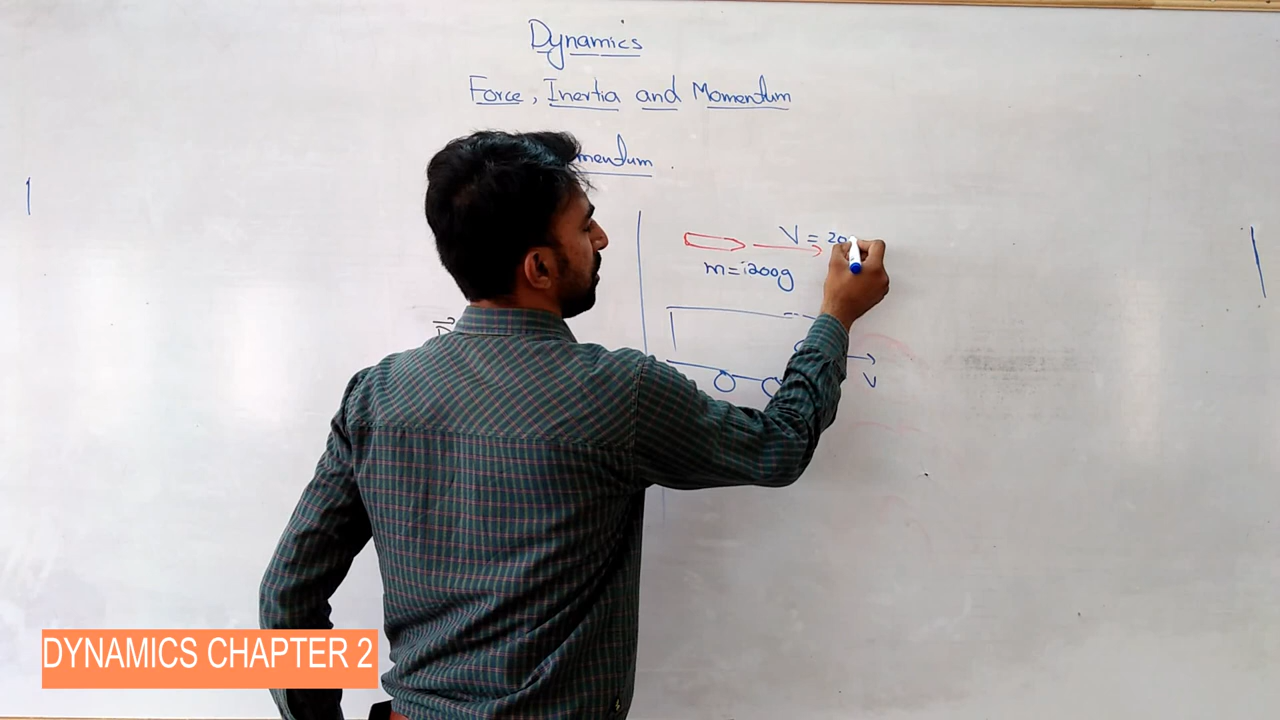 Dynamics
Force, Inertia and Momentum
mentum
V = 20
m=1200g
V
DYNAMICS CHAPTER 2